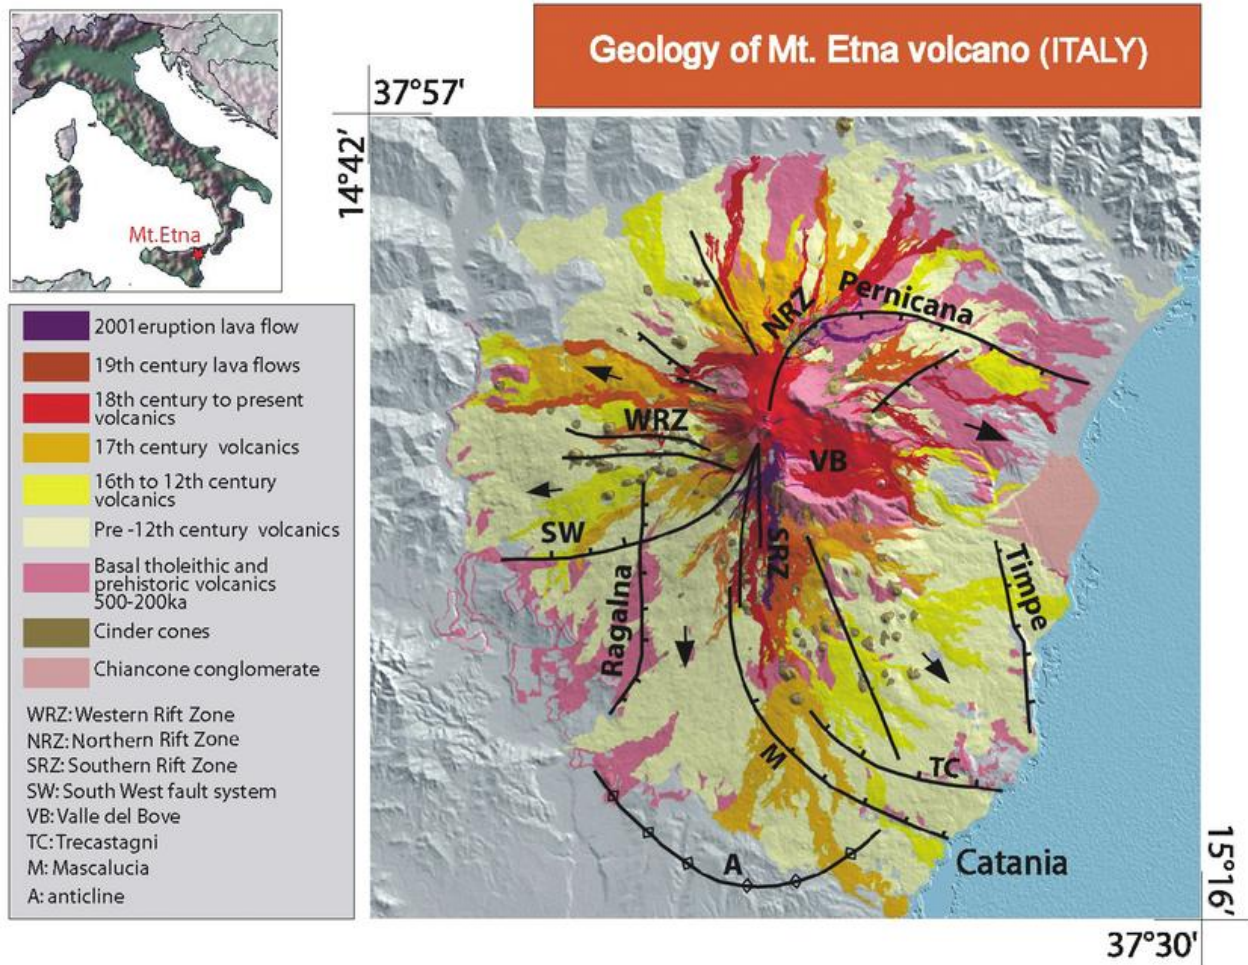 Geology of Mt. Etna volcano (ITALY)
Mt.Etna
37°57'
14°42'
2001eruption lava flow
19th century lava flows
18th century to present
volcanics
17th century volcanics
16th to 12th century
volcanics
Pre -12th century volcanics
Basal tholeithic and
prehistoric volcanics
500-200ka
Cinder cones
Chiancone conglomerate
WRZ: Western Rift Zone
NRZ: Northern Rift Zone
SRZ: Southern Rift Zone
SW: South West fault system
VB: Valle del Bove
TC: Trecastagni
M: Mascalucia
A: anticline
NRZ
Pernicana
WRZ
VB
SW
SRZ
Ragalna
Timpe
M
TC
A
Catania
15°16'
37°30'